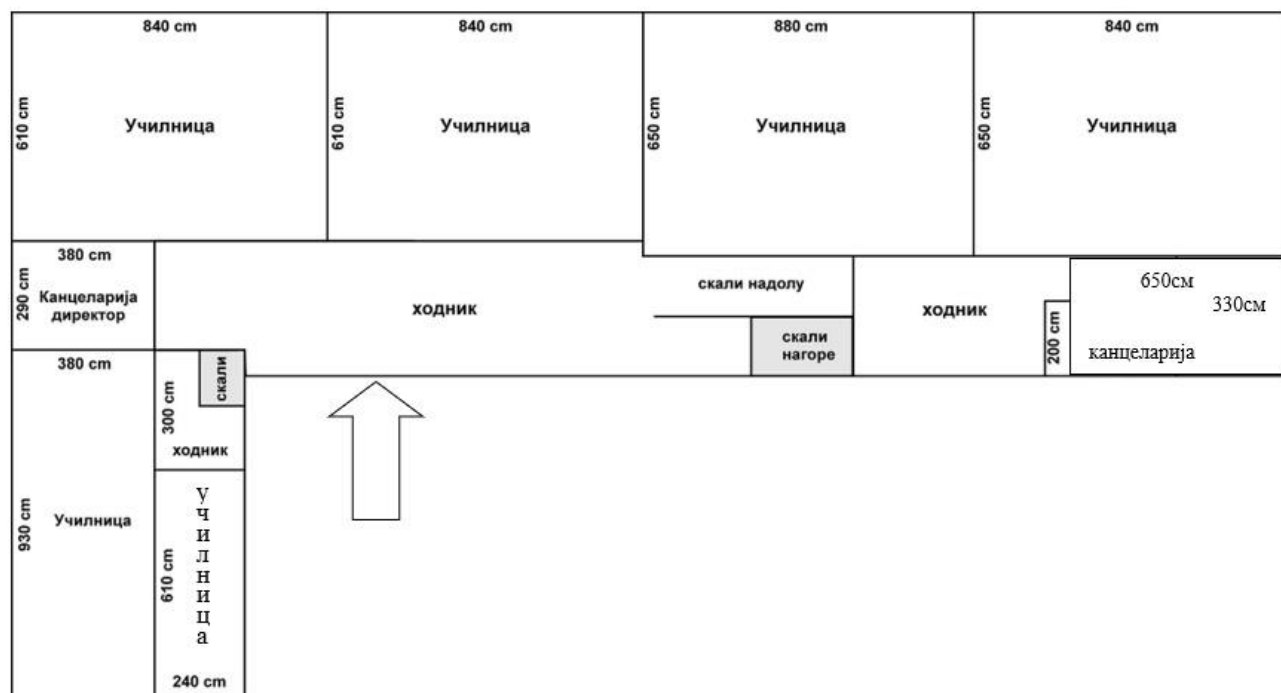 840 cm
840 cm
880 cm
840 cm
610 cm
Училница
610 cm
Училница
650 cm
Училница
650 cm
Училница
380 cm
290 cm
Канцеларија
директор
ходник
скали надолу
скали
нагоре
ходник
200 cm
650см
330см
канцеларија
380 cm
930 cm
Училница
300 cm
скали
ходник
610 cm
училница
240 cm